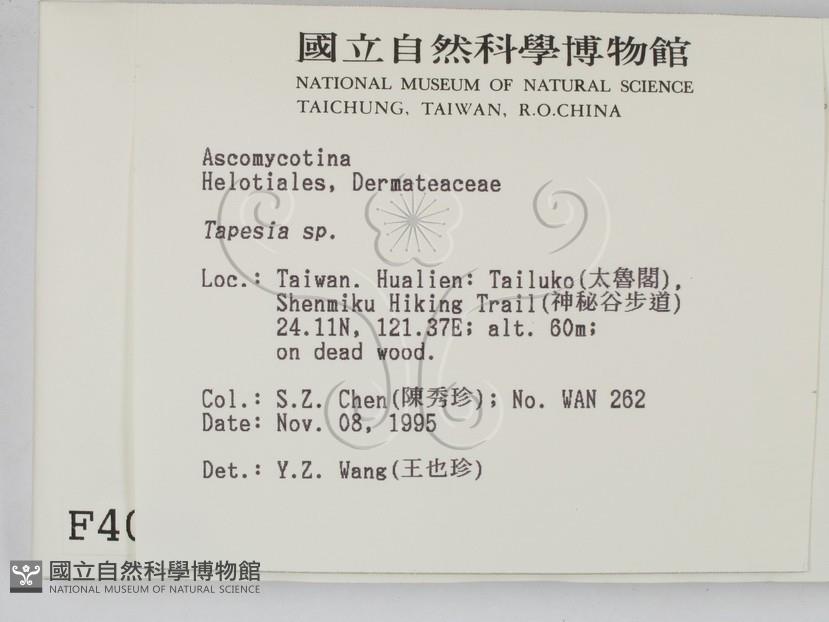 國立自然科學博物館
NATIONAL MUSEUM OF NATURAL SCIENCE
TAICHUNG, TAIWAN, R.O.CHINA
Ascomycotina
Helotiales, Dermateaceae
Tapesia sp.
Loc.: Taiwan. Hualien: Tailuko(太魯閣),
Shenmiku Hiking Trail(神秘谷步道)
24.11N, 121.37E; alt. 60m;
on dead wood.
Col.: S.Z. Chen(陳秀珍); No. WAN 262
Date: Nov. 08, 1995
Det.: Y.Z. Wang(王也珍)
國立自然科學博物館
NATIONAL MUSEUM OF NATURAL SCIENCE